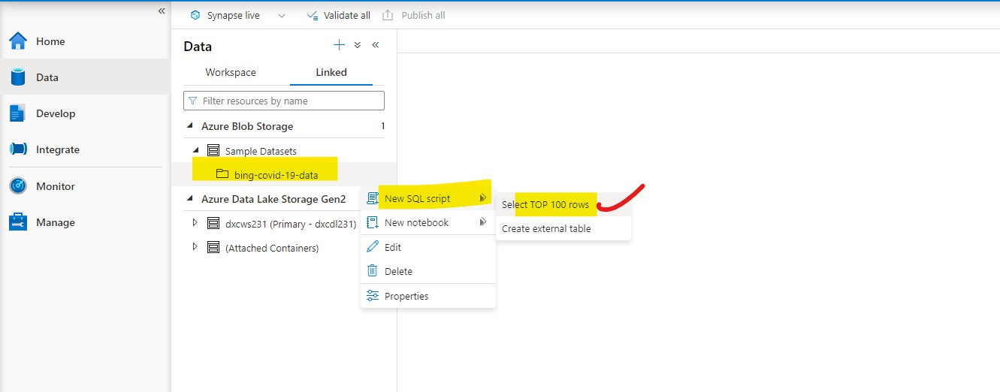 Synapse live
Validate all
Publish all
Home
Data
Develop
Integrate
Monitor
Manage
Data
Workspace
Linked
Filter resources by name
Azure Blob Storage 1
Sample Datasets
bing-covid-19-data
Azure Data Lake Storage Gen2
dxcws231 (Primary - dxcdl231)
(Attached Containers)
New SQL script
New notebook
Edit
Delete
Properties
Select TOP 100 rows
Create external table